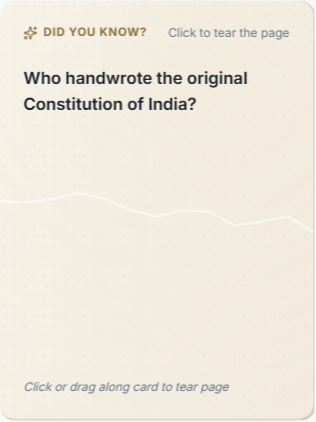 DID YOU KNOW? Click to tear the page
Who handwrote the original
Constitution of India?
Click or drag along card to tear page